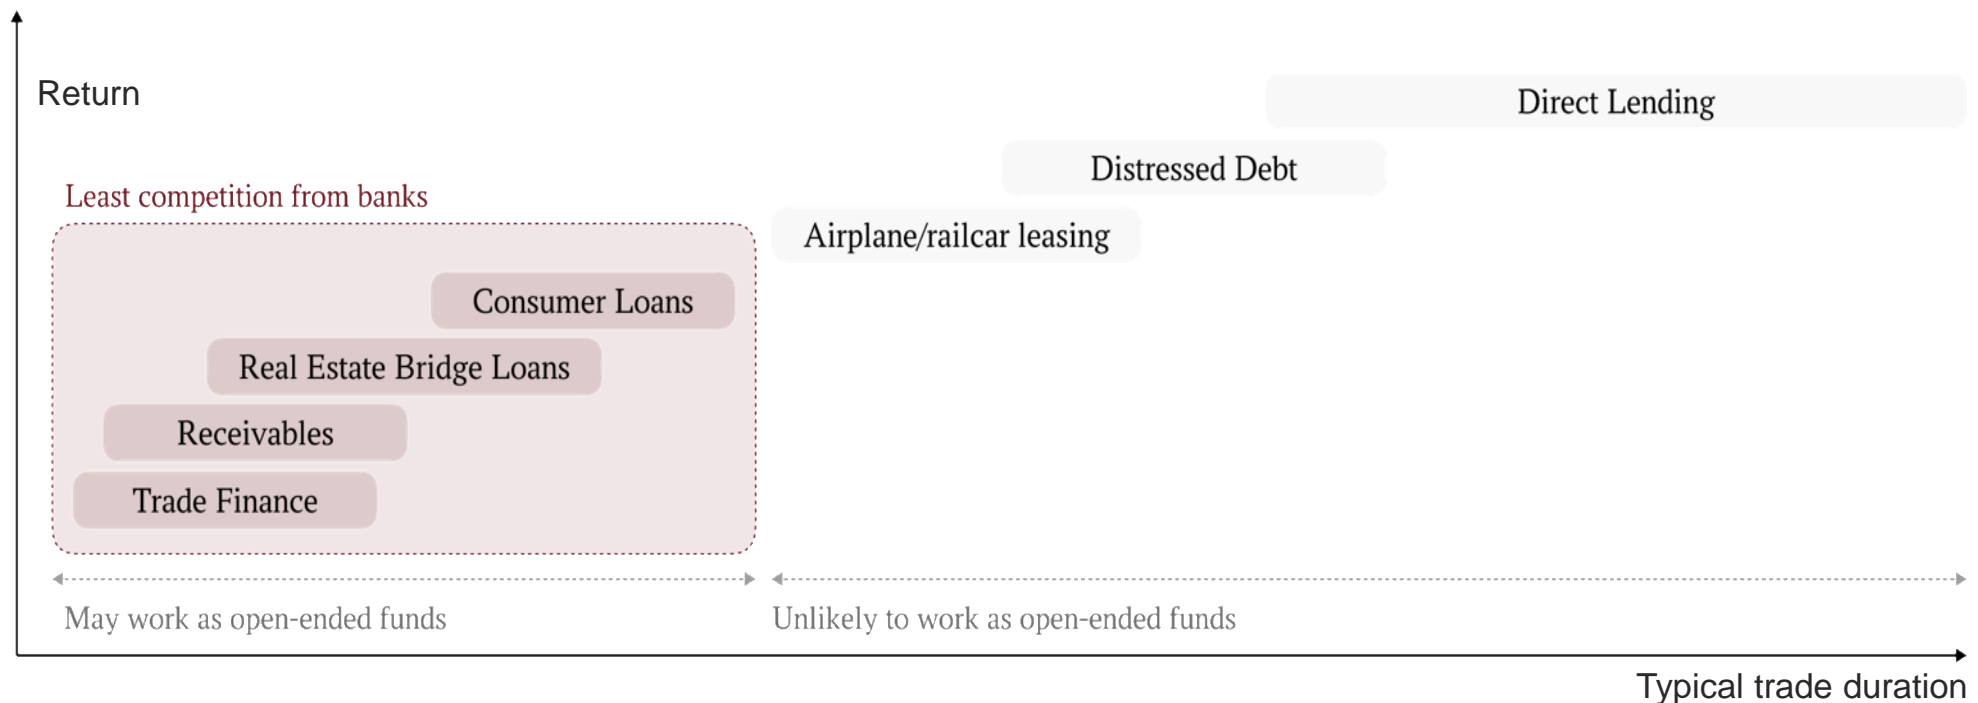 Return
Direct Lending
Distressed Debt
Least competition from banks
Airplane/railcar leasing
Consumer Loans
Real Estate Bridge Loans
Receivables
Trade Finance
May work as open-ended funds
Unlikely to work as open-ended funds
Typical trade duration